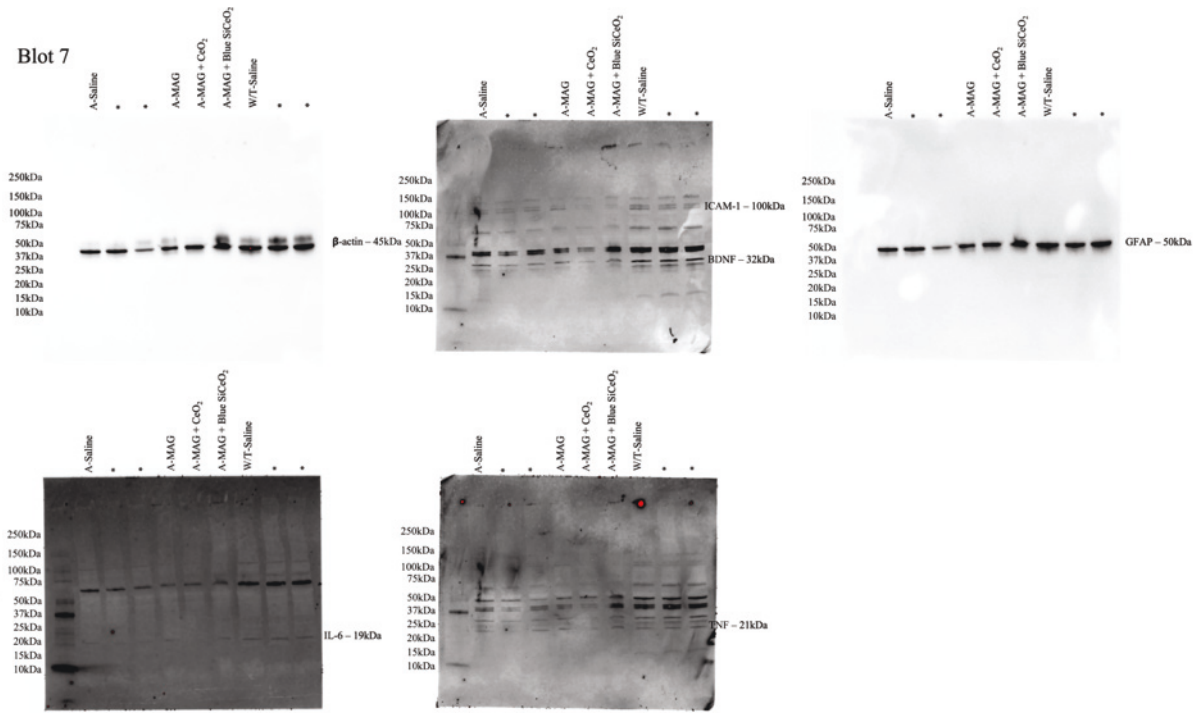 Blot 7
A-Saline
*
*
A-MAG
A-MAG + CeO₂
A-MAG + Blue SiCeO₂
W/T-Saline
*
*
250kDa
150kDa
100kDa
75kDa
50kDa
37kDa
25kDa
20kDa
15kDa
10kDa
β-actin – 45kDa
A-Saline
*
*
A-MAG
A-MAG + CeO₂
A-MAG + Blue SiCeO₂
W/T-Saline
*
*
250kDa
150kDa
100kDa
75kDa
50kDa
37kDa
25kDa
20kDa
15kDa
10kDa
ICAM-1 – 100kDa
BDNF – 32kDa
A-Saline
*
*
A-MAG
A-MAG + CeO₂
A-MAG + Blue SiCeO₂
W/T-Saline
*
*
250kDa
150kDa
100kDa
75kDa
50kDa
37kDa
25kDa
20kDa
15kDa
10kDa
GFAP – 50kDa
A-Saline
*
*
A-MAG
A-MAG + CeO₂
A-MAG + Blue SiCeO₂
W/T-Saline
*
*
250kDa
150kDa
100kDa
75kDa
50kDa
37kDa
25kDa
20kDa
15kDa
10kDa
IL-6 – 19kDa
A-Saline
*
*
A-MAG
A-MAG + CeO₂
A-MAG + Blue SiCeO₂
W/T-Saline
*
*
250kDa
150kDa
100kDa
75kDa
50kDa
37kDa
25kDa
20kDa
15kDa
10kDa
TNF – 21kDa